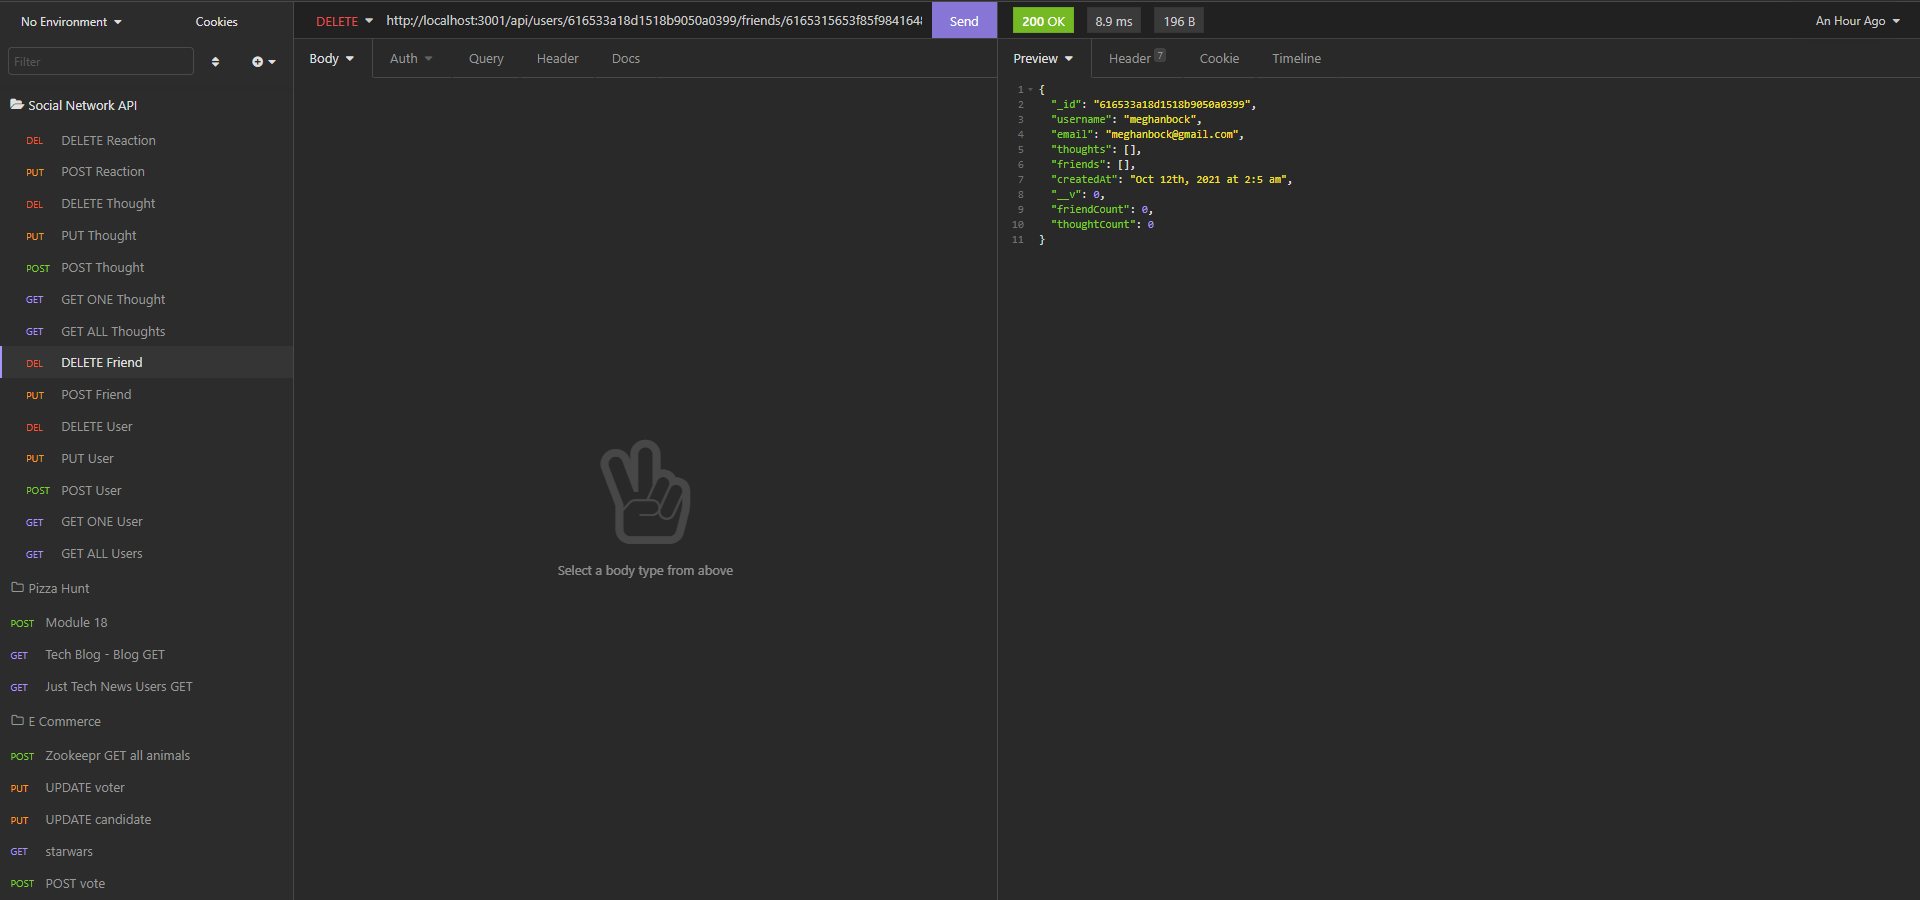 No Environment
Cookies
Filter
Social Network API
DEL DELETE Reaction
PUT POST Reaction
DEL DELETE Thought
PUT PUT Thought
POST POST Thought
GET GET ONE Thought
GET GET ALL Thoughts
DEL DELETE Friend
PUT POST Friend
DEL DELETE User
PUT PUT User
POST POST User
GET GET ONE User
GET GET ALL Users
Pizza Hunt
POST Module 18
GET Tech Blog - Blog GET
GET Just Tech News Users GET
E Commerce
POST Zookeepr GET all animals
PUT UPDATE voter
PUT UPDATE candidate
GET starwars
POST POST vote
DELETE http://localhost:3001/api/users/616533a18d1518b9050a0399/friends/6165315653f85f984164 Send
Body Auth Query Header Docs
Select a body type from above
200 OK 8.9 ms 196 B An Hour Ago
Preview Header 7 Cookie Timeline
1 {
2 "_id": "616533a18d1518b9050a0399",
3 "username": "meghanbock",
4 "email": "meghanbock@gmail.com",
5 "thoughts": [],
6 "friends": [],
7 "createdAt": "Oct 12th, 2021 at 2:5 am",
8 "__v": 0,
9 "friendCount": 0,
10 "thoughtCount": 0
11 }